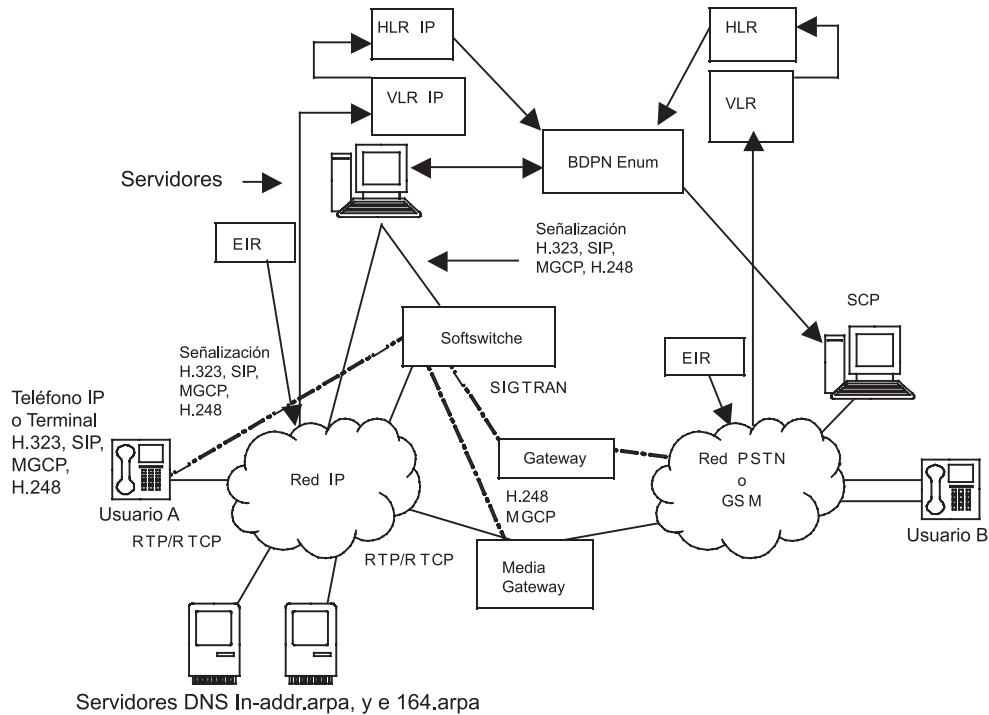 HLR IP
HLR
VLR IP
VLR
BDPN Enum
Servidores
EIR
Señalización
H.323, SIP,
MGCP, H.248
SCP
Softswitche
Señalización
H.323, SIP,
MGCP,
H.248
EIR
SIGTRAN
Teléfono IP
o Terminal
H.323, SIP,
MGCP,
H.248
Usuario A
Red IP
Gateway
Red PSTN
o
GSM
H.248
MGCP
Usuario B
RTP/RTCP
RTP/RTCP
Media
Gateway
Servidores DNS In-addr.arpa, y e 164.arpa